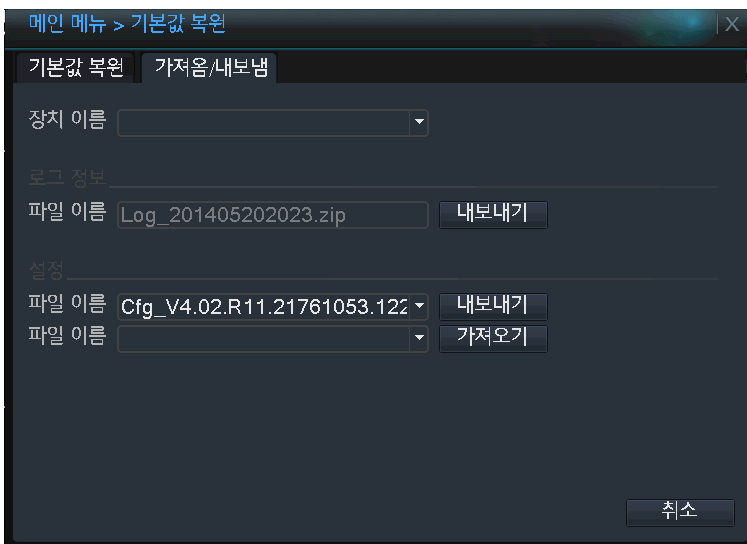 메인 메뉴 > 기본값 복원 X
기본값 복원 가져옴/내보냄
장치 이름
로그 정보
파일 이름 Log_201405202023.zip 내보내기
설정
파일 이름 Cfg_V4.02.R11.21761053.122 내보내기
파일 이름 가져오기
취소